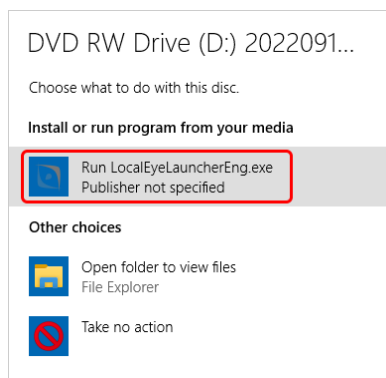 DVD RW Drive (D:) 2022091...
Choose what to do with this disc.
Install or run program from your media
Run LocalEyeLauncherEng.exe
Publisher not specified
Other choices
Open folder to view files
File Explorer
Take no action